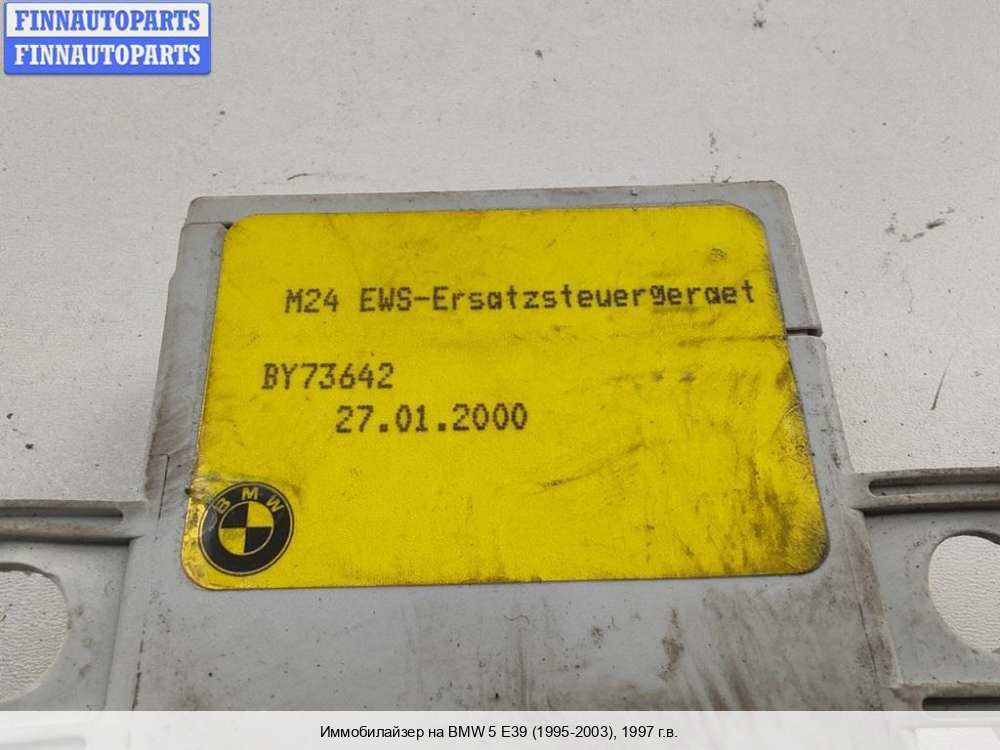 FINNAUTOPARTS
FINNAUTOPARTS
M24 EWS-Ersatzsteuergeraet
BY73642
27.01.2000
BMW
Иммобилайзер на BMW 5 E39 (1995-2003), 1997 г.в.